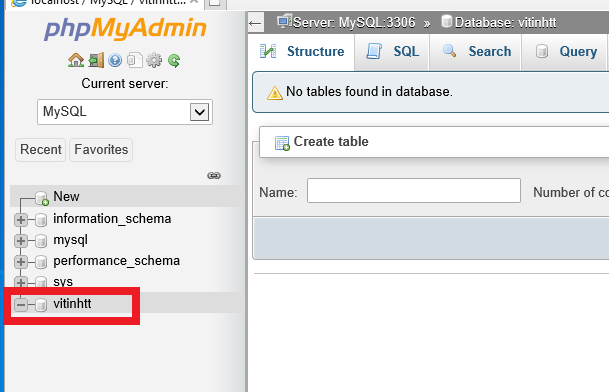 localhost / MySQL / vitinhtt...
phpMyAdmin
Current server:
MySQL
Recent
Favorites
New
information_schema
mysql
performance_schema
sys
vitinhtt
Server: MySQL:3306 » Database: vitinhtt
Structure
SQL
Search
Query
No tables found in database.
Create table
Name:
Number of co